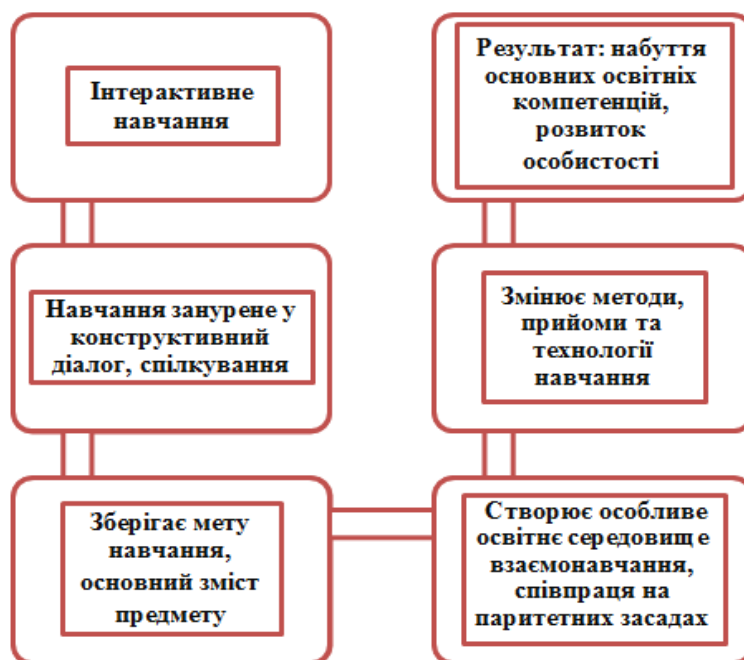 Інтерактивне
навчання
Навчання занурене у
конструктивний
діалог, спілкування
Зберігає мету
навчання,
основний зміст
предмету
Створює особливе
освітнє середовище
взаємонавчання,
співпраця на
паритетних засадах
Змінює методи,
прийоми та
технології
навчання
Результат: набуття
основних освітніх
компетенцій,
розвиток
особистості